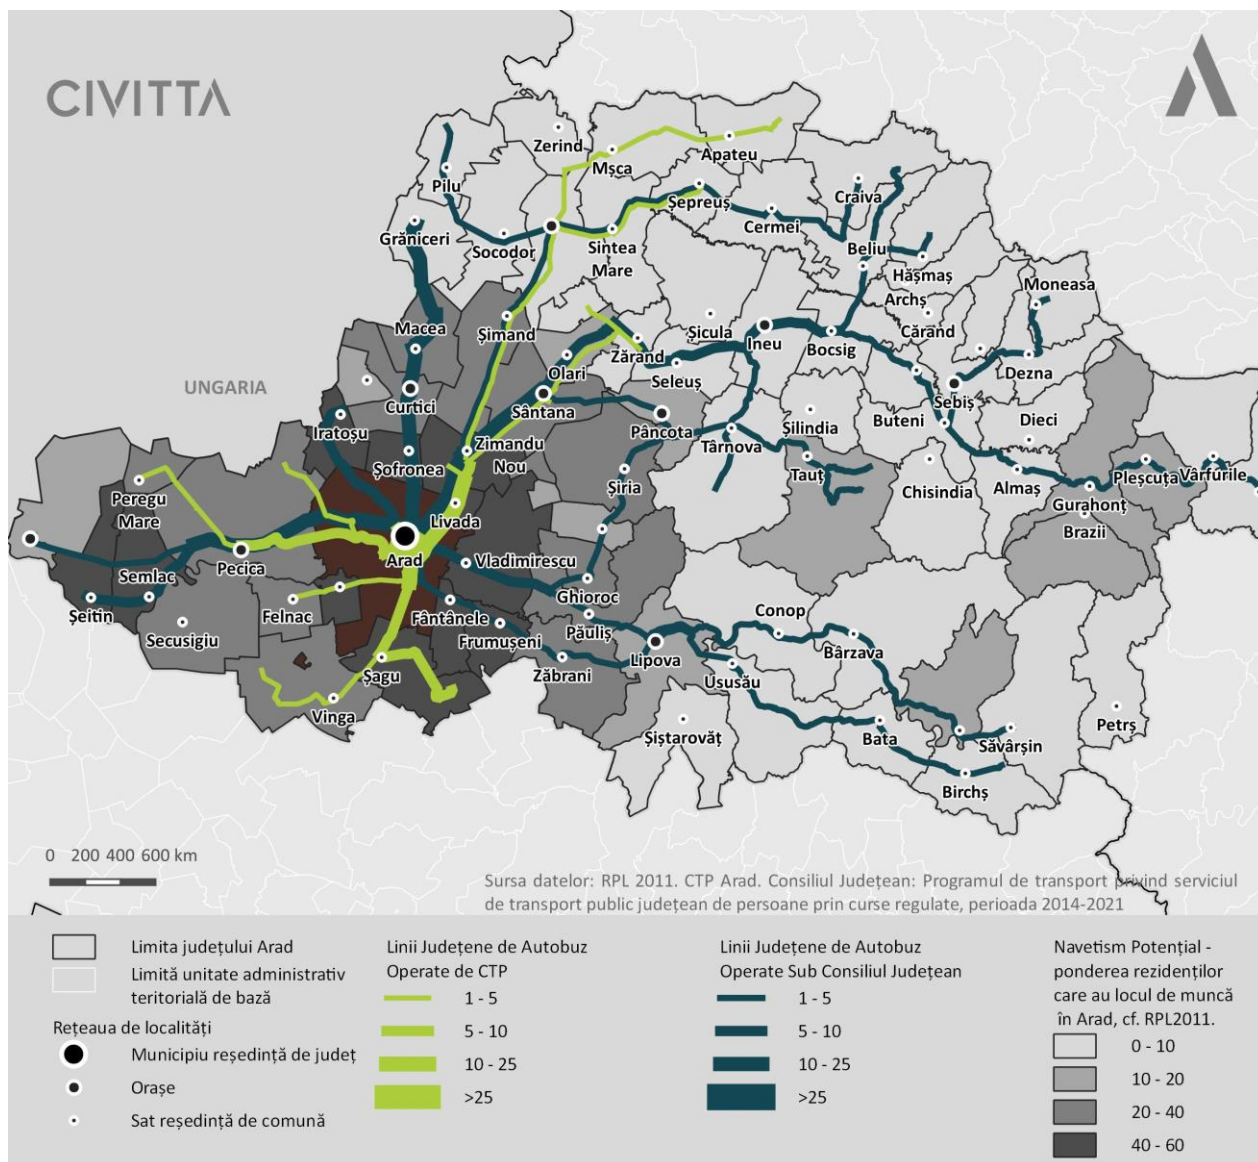 CIVITTA
Zerind
Mșca
Apateu
Pilu
Craiva
Șepreuș
Cermei
Grăniceri
Socodor
Sintea
Mare
Beliu
Hășmaș
Moneasa
Archș
Cărand
Macea
Șimand
Șicula
Ineu
Zărand
Bocsig
UNGARIA
Olari
Seleuș
Dezna
Curtici
Sântana
Sebiș
Iratoșu
Pâncota
Șilindia
Buteni
Dieci
Zimandu
Nou
Șofronea
Târnova
Tauț
Peregu
Mare
Șiria
Chisindia
Almaș
Pleșcuța
Vârfurile
Gurahonț
Livada
Brazii
Arad
Vladimirescu
Semlac
Pecica
Șeitin
Felnac
Fântânele
Ghioroc
Secusigiu
Frumușeni
Păuliș
Conop
Lipova
Bârzava
Șagu
Zăbrani
Ususău
Vinga
Șiștarovăț
Bata
Săvârșin
Petrș
Birchș
0 200 400 600 km
Sursa datelor: RPL 2011. CTP Arad. Consiliul Județean: Programul de transport privind serviciul
de transport public județean de persoane prin curse regulate, perioada 2014-2021
Limita județului Arad
Limită unitate administrativ
teritorială de bază
Rețeaua de localități
Municipiu reședință de județ
Orașe
Sat reședință de comună
Linii Județene de Autobuz
Operate de CTP
1 - 5
5 - 10
10 - 25
>25
Linii Județene de Autobuz
Operate Sub Consiliul Județean
1 - 5
5 - 10
10 - 25
>25
Navetism Potențial -
ponderea rezidenților
care au locul de muncă
în Arad, cf. RPL2011.
0 - 10
10 - 20
20 - 40
40 - 60